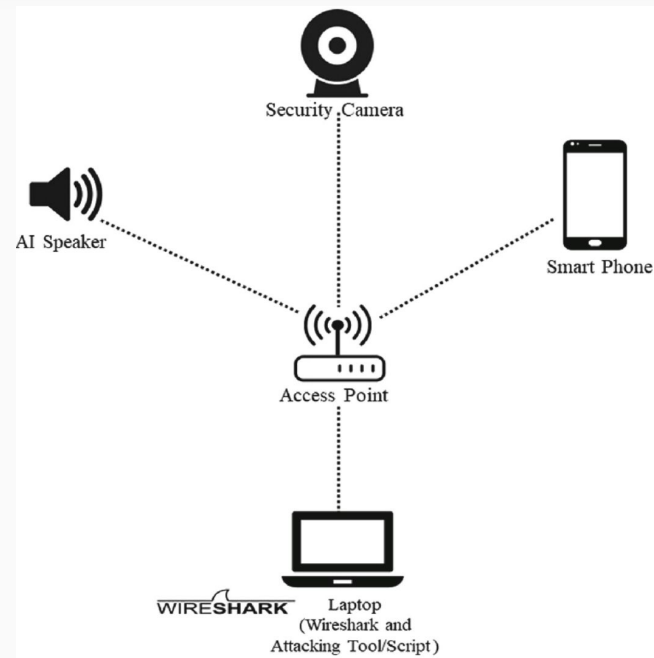 Security Camera
AI Speaker
Smart Phone
Access Point
WIRESHARK
Laptop
(Wireshark and
Attacking Tool/Script)